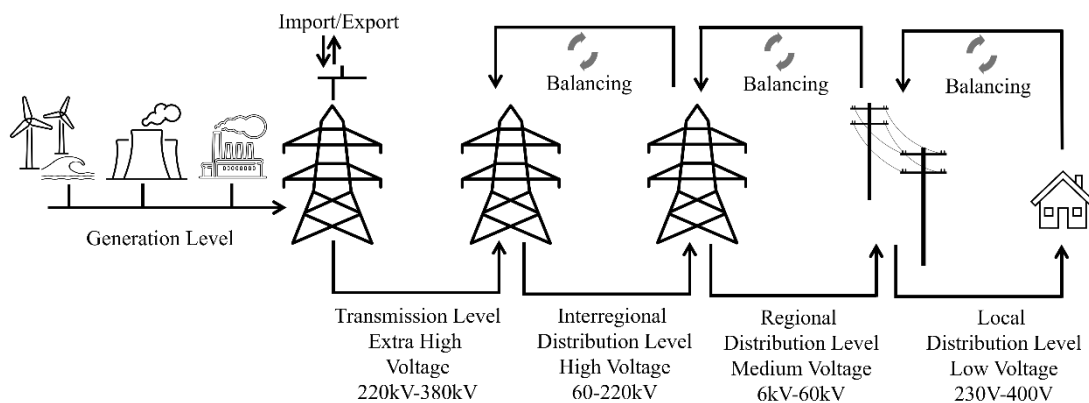 Import/Export
Balancing
Balancing
Balancing
Generation Level
Transmission Level
Extra High
Voltage
220kV-380kV
Interregional
Distribution Level
High Voltage
60-220kV
Regional
Distribution Level
Medium Voltage
6kV-60kV
Local
Distribution Level
Low Voltage
230V-400V